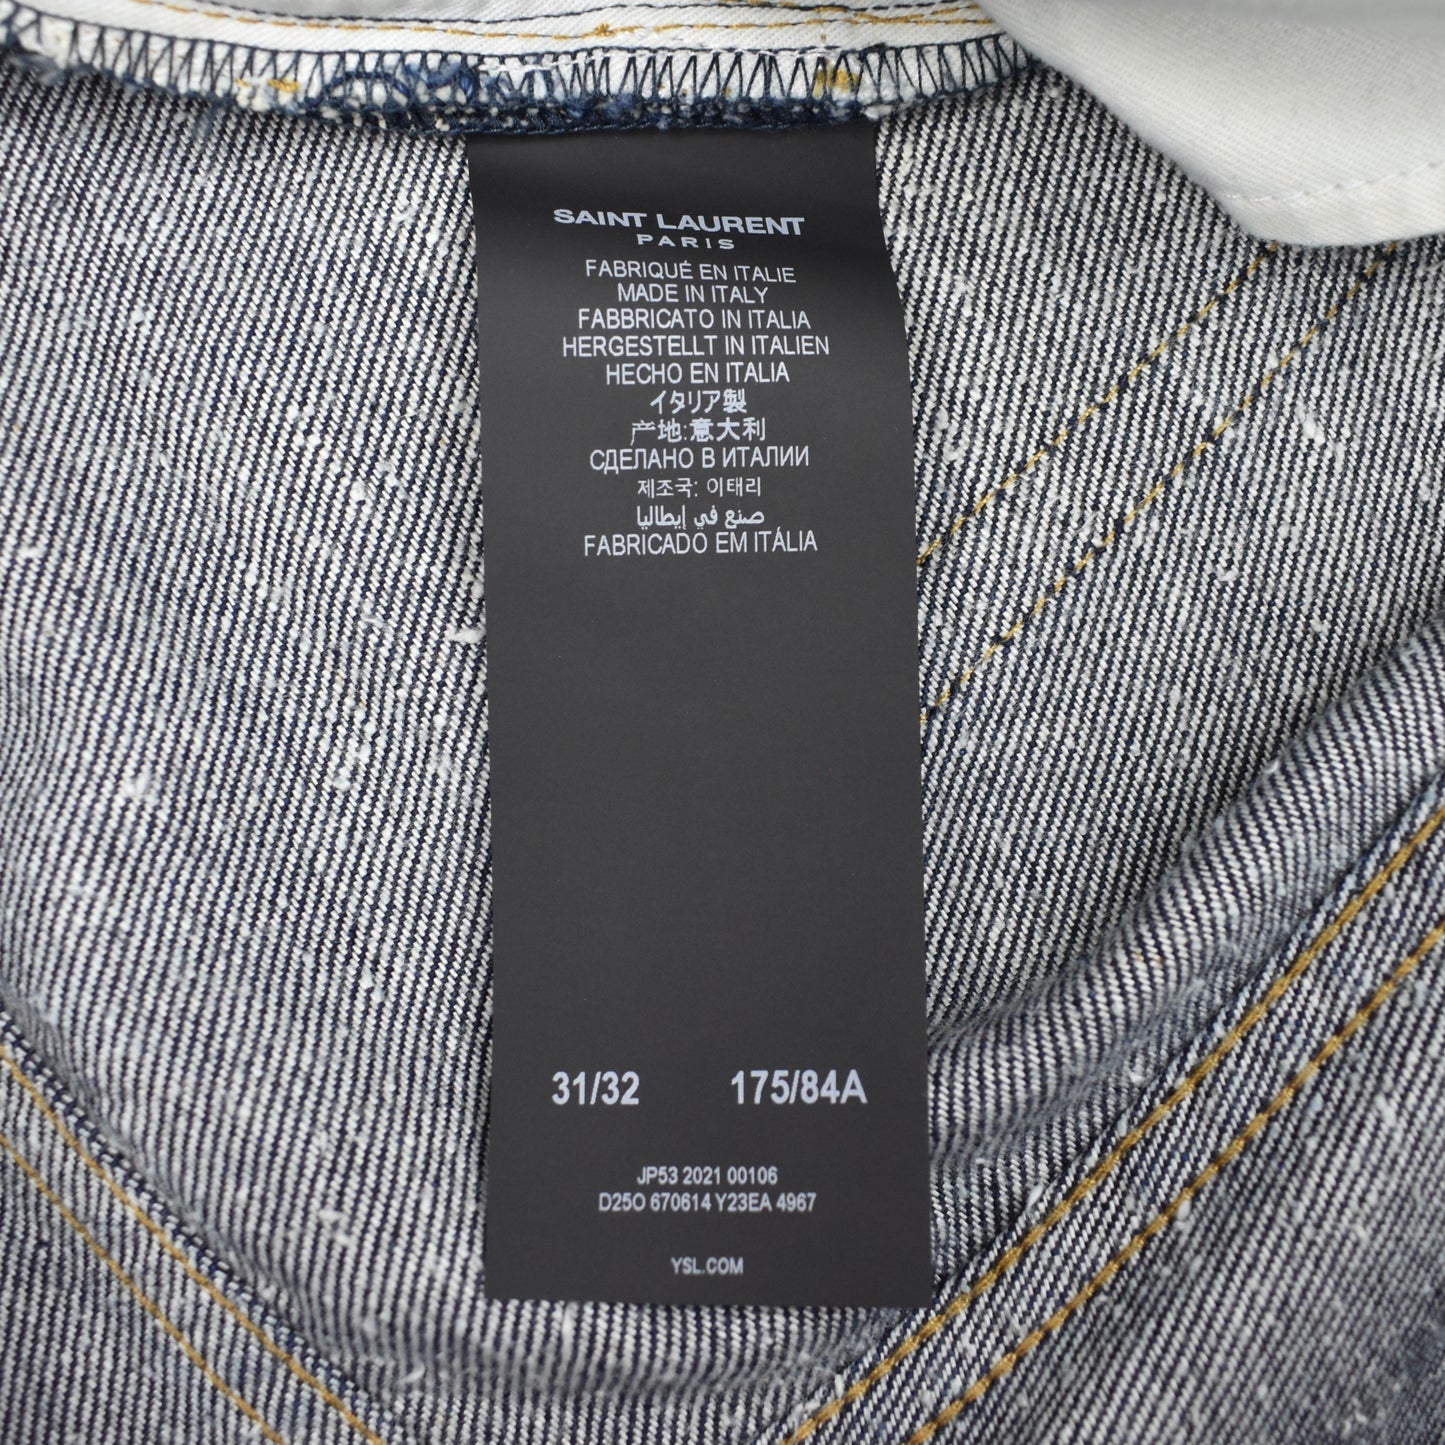 SAINT LAURENT
PARIS
FABRIQUÉ EN ITALIE
MADE IN ITALY
FABBRICATO IN ITALIA
HERGESTELLT IN ITALIEN
HECHO EN ITALIA
イタリア製
产地:意大利
СДЕЛАНО В ИТАЛИИ
제조국: 이태리
صنع في إيطاليا
FABRICADO EM ITÁLIA
31/32 175/84A
JP53 2021 00106
D25O 670614 Y23EA 4967
YSL.COM